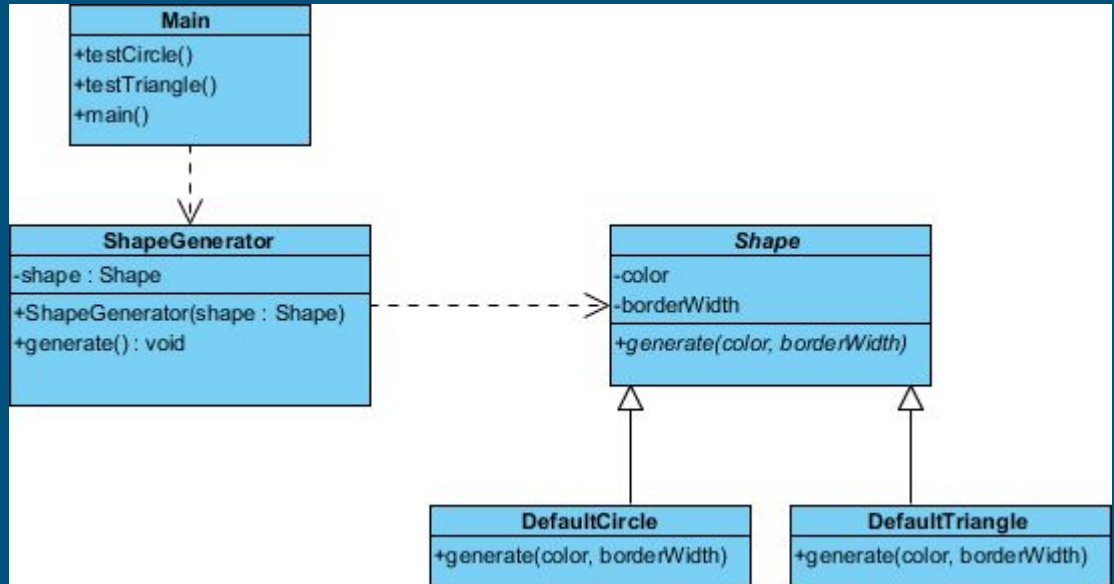 Main
+testCircle()
+testTriangle()
+main()
ShapeGenerator
-shape : Shape
+ShapeGenerator(shape : Shape)
+generate() : void
Shape
-color
-borderWidth
+generate(color, borderWidth)
DefaultCircle
+generate(color, borderWidth)
DefaultTriangle
+generate(color, borderWidth)